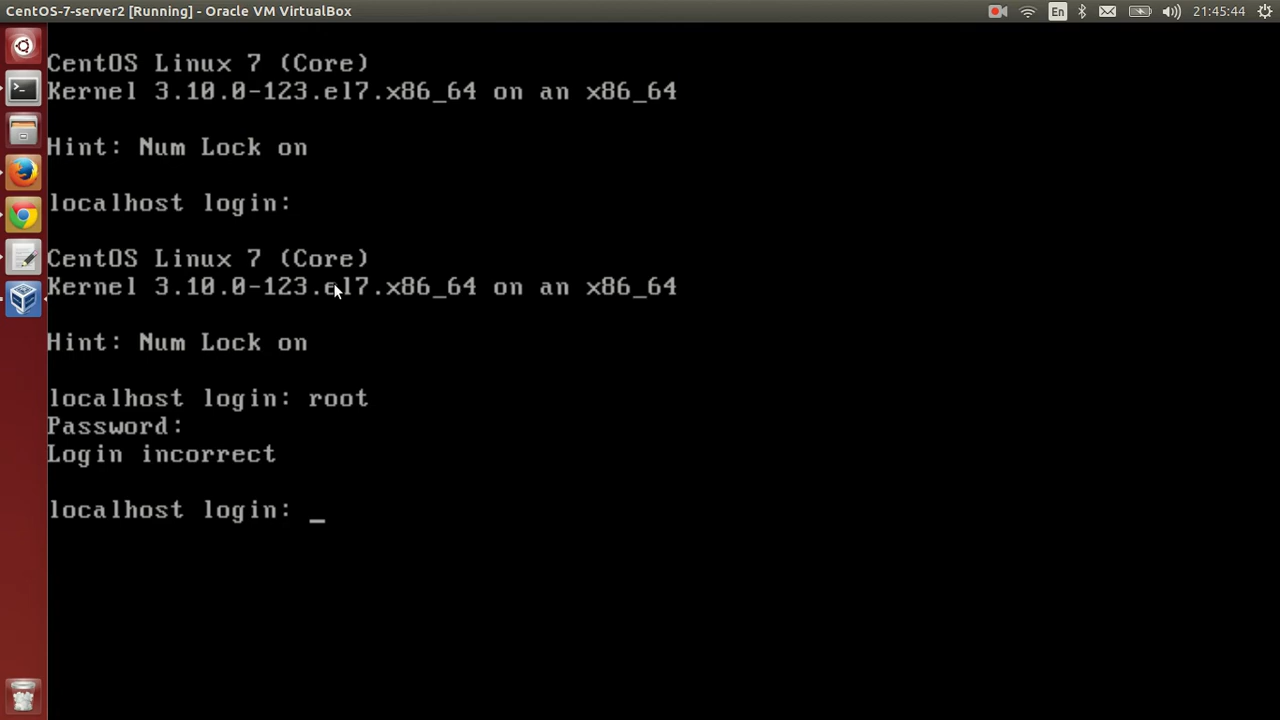 CentOS-7-server2 [Running] - Oracle VM VirtualBox
En
21:45:44
CentOS Linux 7 (Core)
Kernel 3.10.0-123.el7.x86_64 on an x86_64
Hint: Num Lock on
localhost login:
CentOS Linux 7 (Core)
Kernel 3.10.0-123.el7.x86_64 on an x86_64
Hint: Num Lock on
localhost login: root
Password:
Login incorrect
localhost login: _